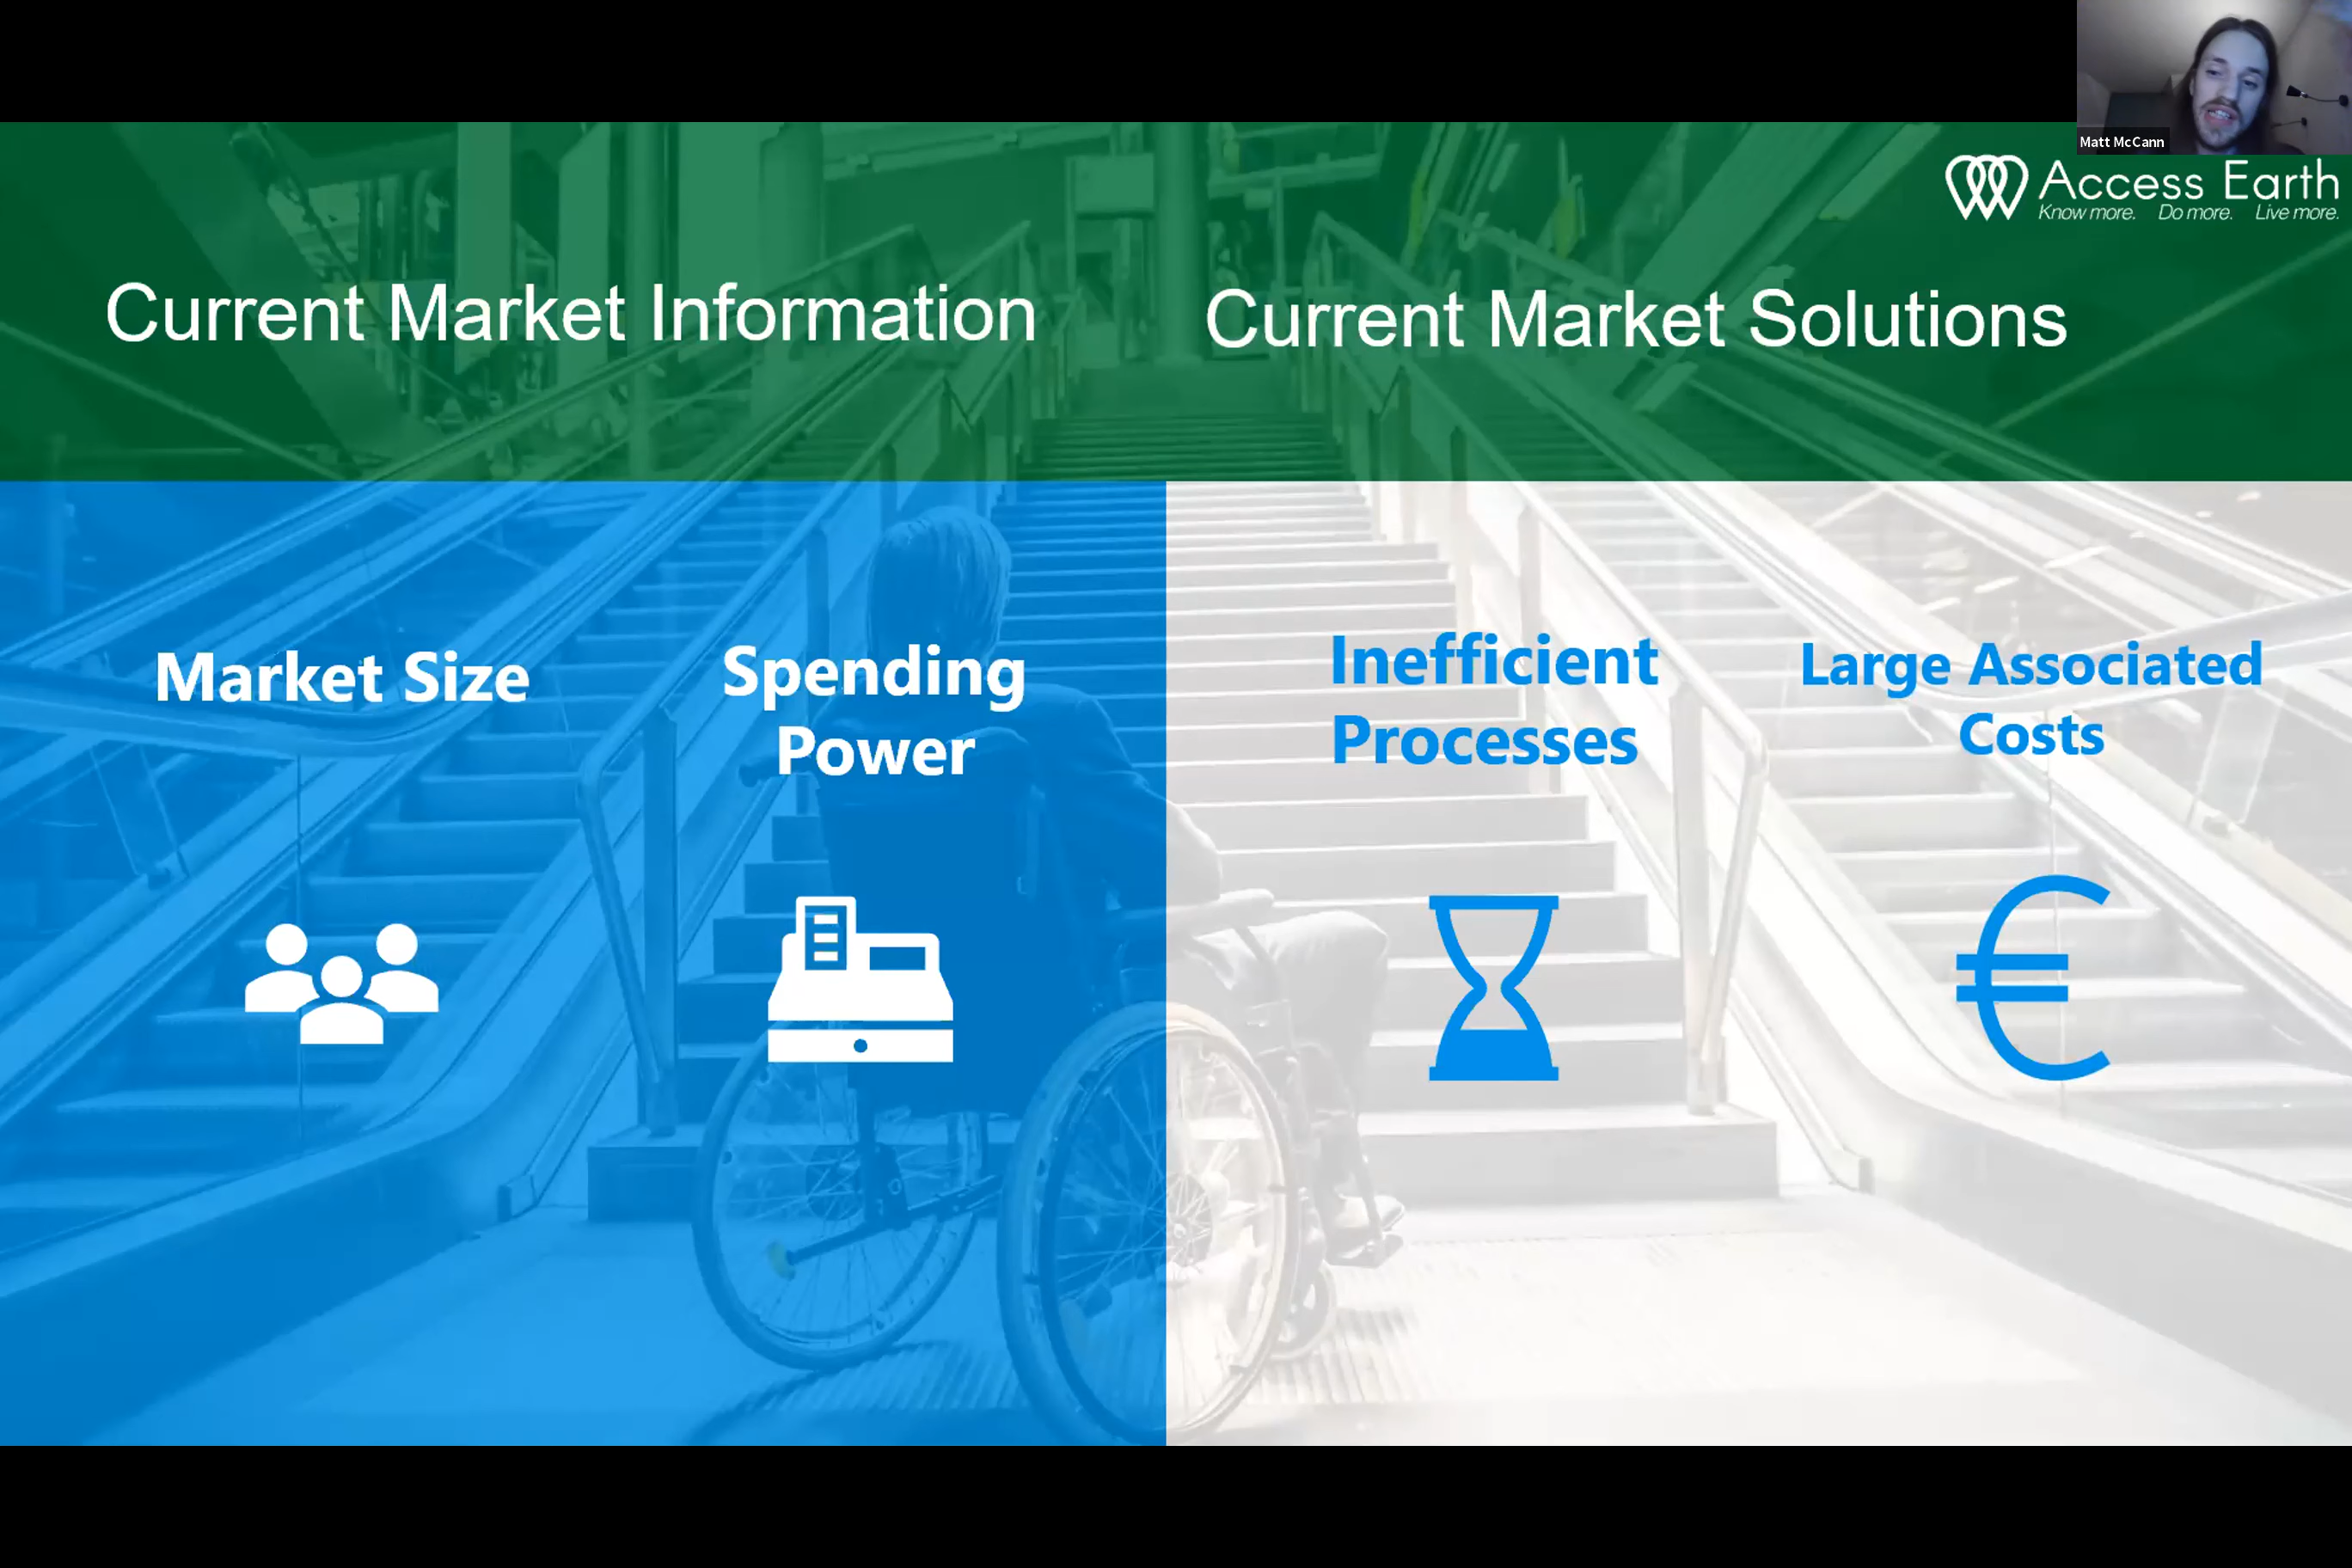 Matt McCann
Access Earth
Know more. Do more. Live more.
Current Market Information
Current Market Solutions
Market Size
Spending
Power
Inefficient
Processes
Large Associated
Costs
€